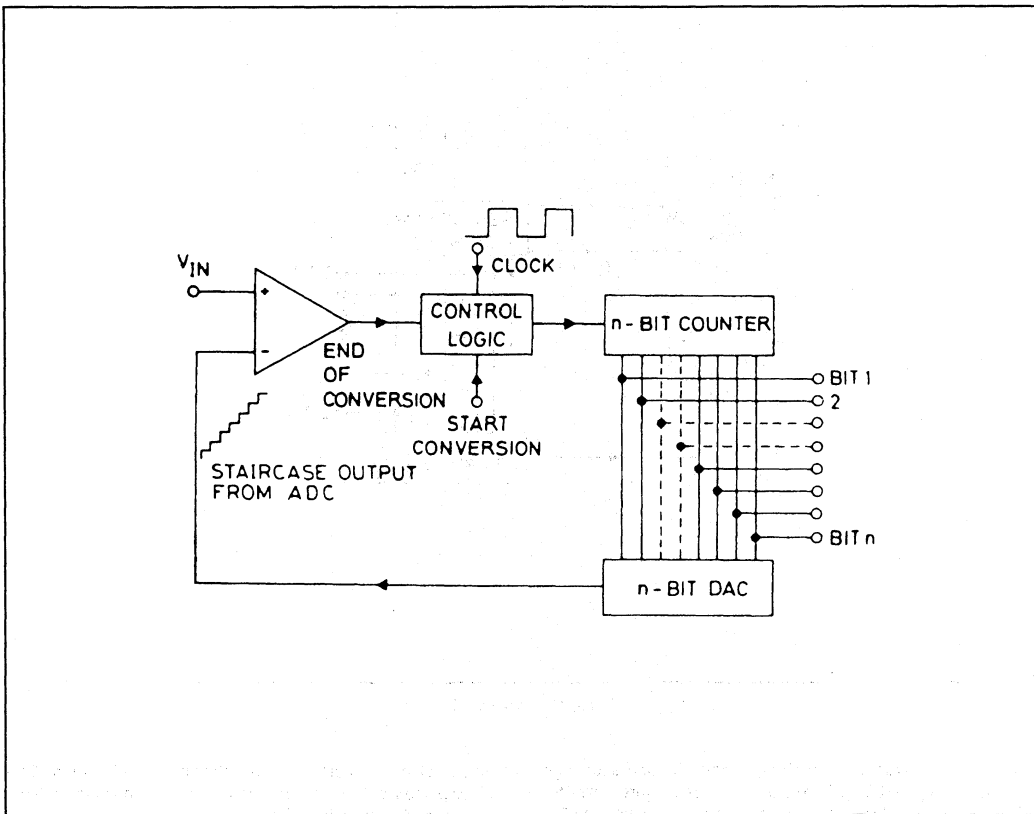 VIN
+
-
END
OF
CONVERSION
CLOCK
CONTROL
LOGIC
START
CONVERSION
n-BIT COUNTER
BIT 1
2
BIT n
STAIRCASE OUTPUT
FROM ADC
n-BIT DAC